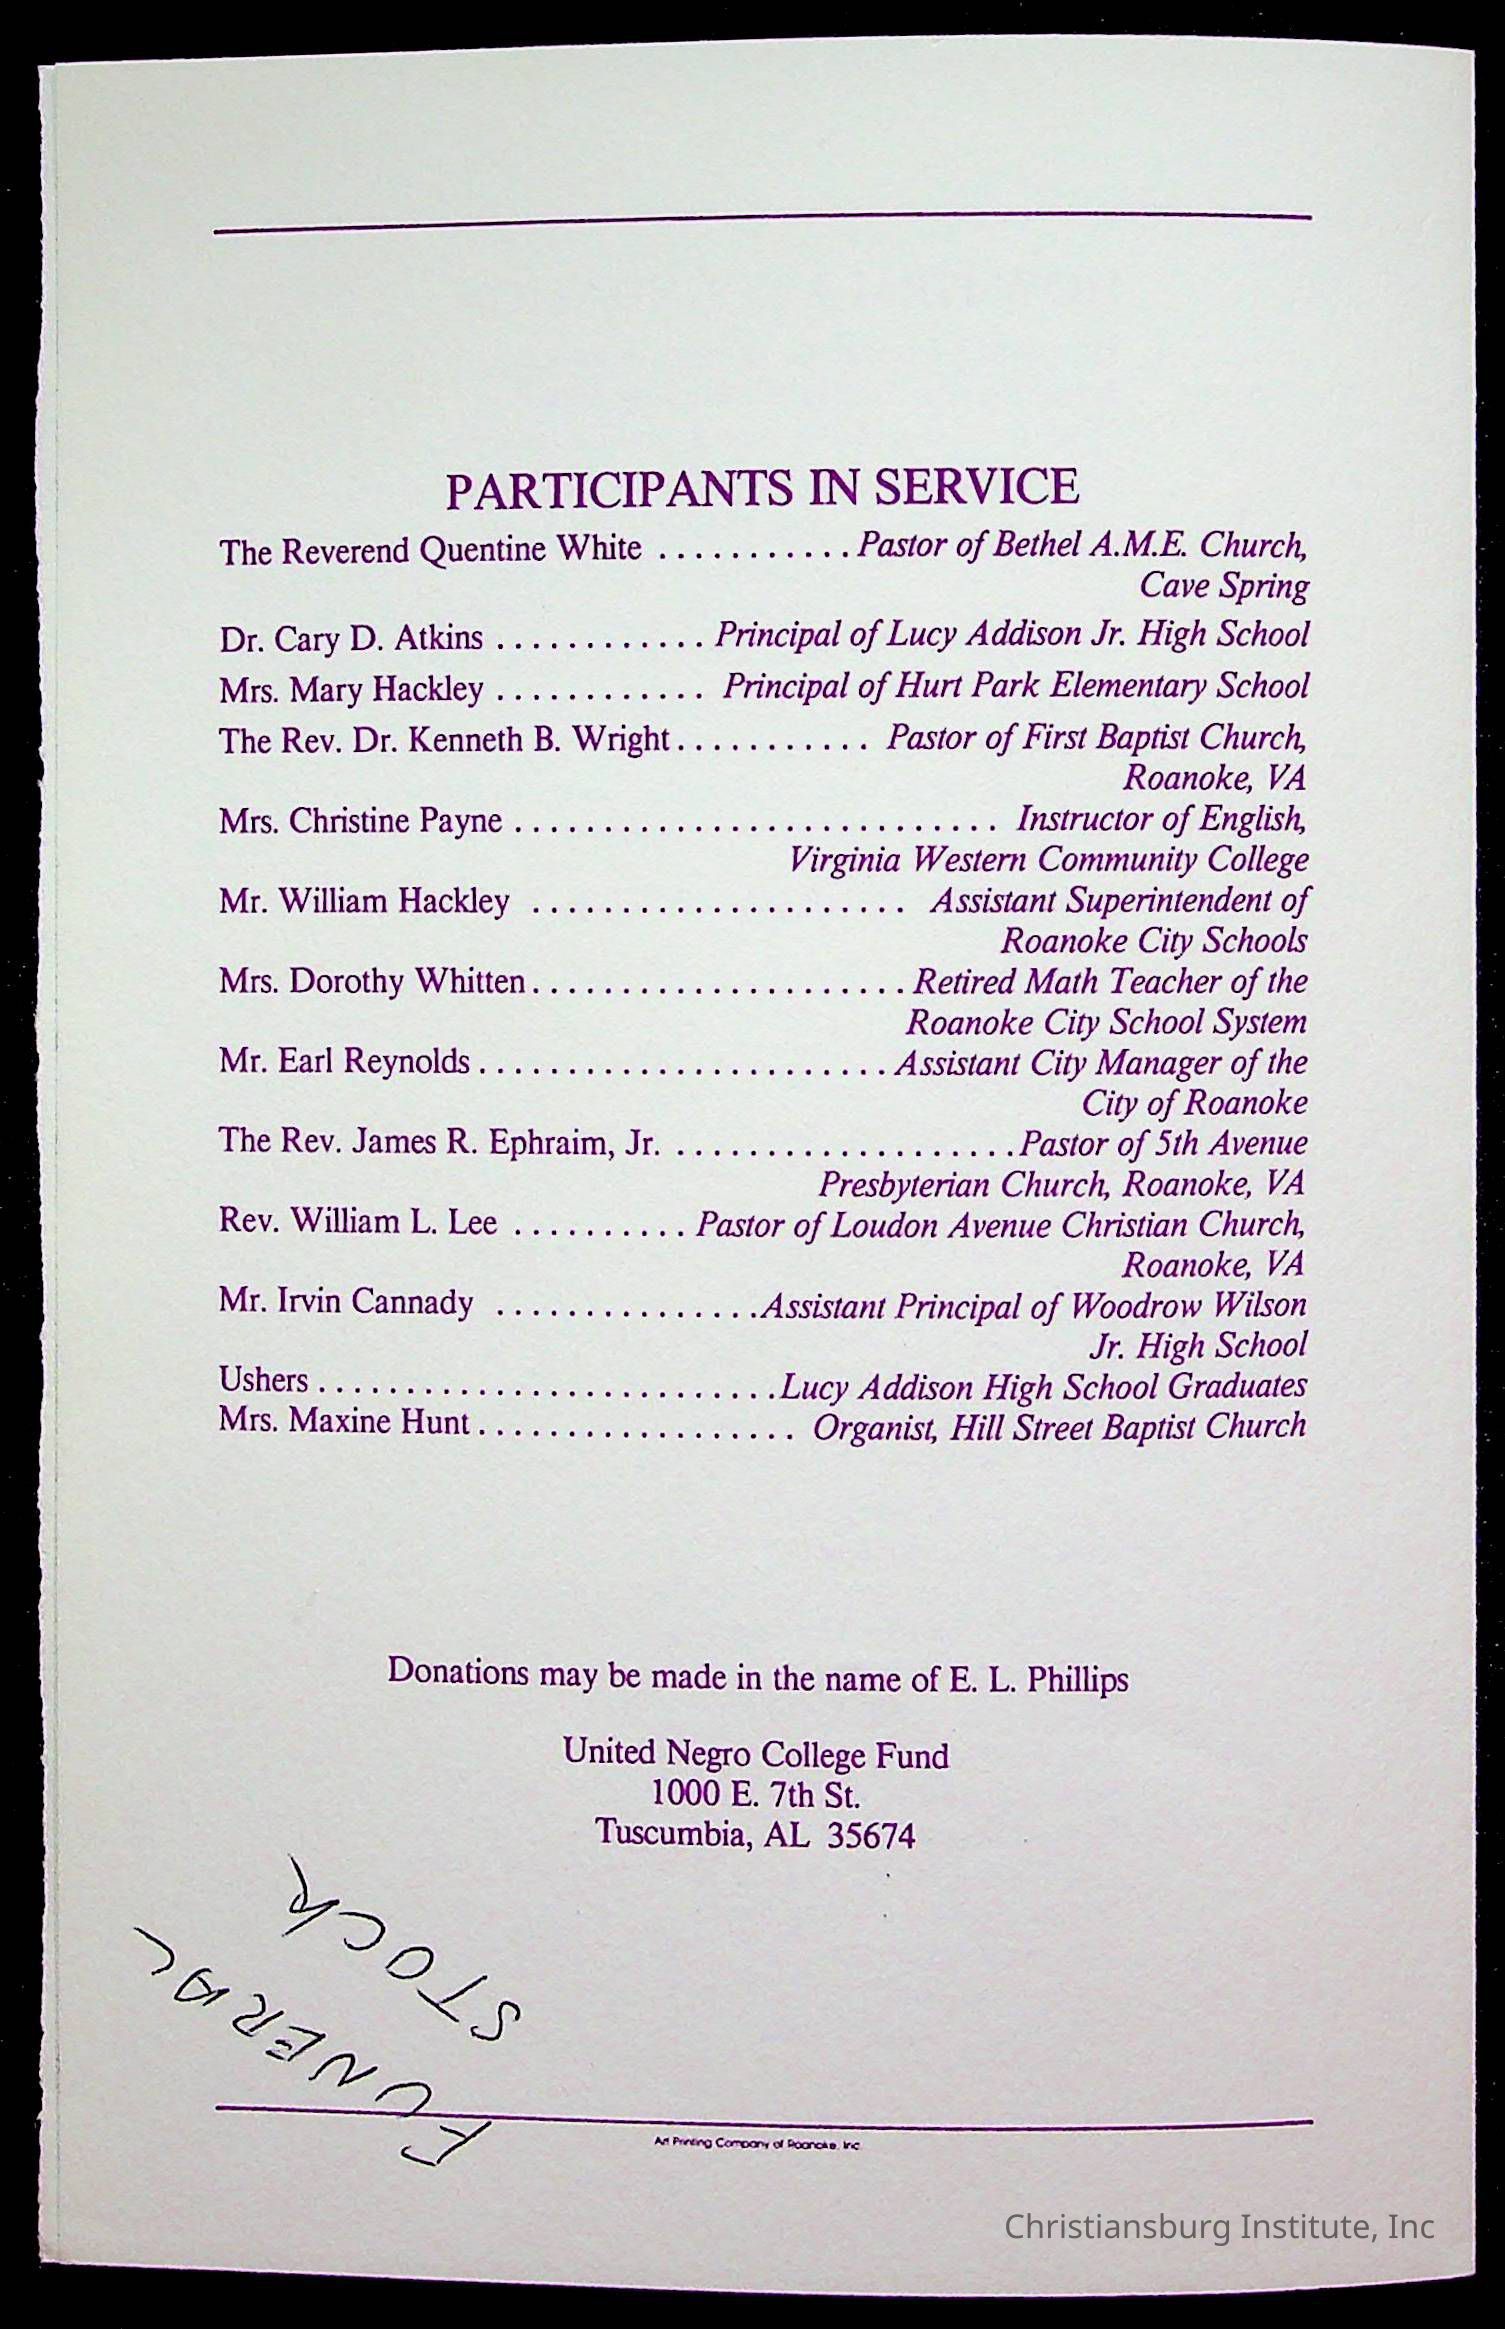 PARTICIPANTS IN SERVICE
The Reverend Quentine White ........... Pastor of Bethel A.M.E. Church,
Cave Spring
Dr. Cary D. Atkins ............ Principal of Lucy Addison Jr. High School
Mrs. Mary Hackley ............ Principal of Hurt Park Elementary School
The Rev. Dr. Kenneth B. Wright........... Pastor of First Baptist Church,
Roanoke, VA
Mrs. Christine Payne ............................ Instructor of English,
Virginia Western Community College
Mr. William Hackley ...................... Assistant Superintendent of
Roanoke City Schools
Mrs. Dorothy Whitten...................... Retired Math Teacher of the
Roanoke City School System
Mr. Earl Reynolds........................ Assistant City Manager of the
City of Roanoke
The Rev. James R. Ephraim, Jr. .................... Pastor of 5th Avenue
Presbyterian Church, Roanoke, VA
Rev. William L. Lee .......... Pastor of Loudon Avenue Christian Church,
Roanoke, VA
Mr. Irvin Cannady ............... Assistant Principal of Woodrow Wilson
Jr. High School
Ushers ........................... Lucy Addison High School Graduates
Mrs. Maxine Hunt................... Organist, Hill Street Baptist Church
Donations may be made in the name of E. L. Phillips
United Negro College Fund
1000 E. 7th St.
Tuscumbia, AL 35674
FUNERAL
STOCK
Art Printing Company of Roanoke, Inc.
Christiansburg Institute, Inc